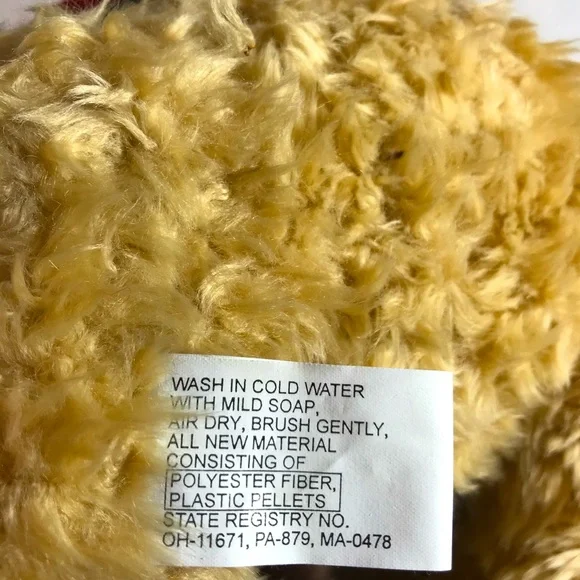 WASH IN COLD WATER
WITH MILD SOAP,
AIR DRY, BRUSH GENTLY,
ALL NEW MATERIAL
CONSISTING OF
POLYESTER FIBER,
PLASTIC PELLETS
STATE REGISTRY NO.
OH-11671, PA-879, MA-0478